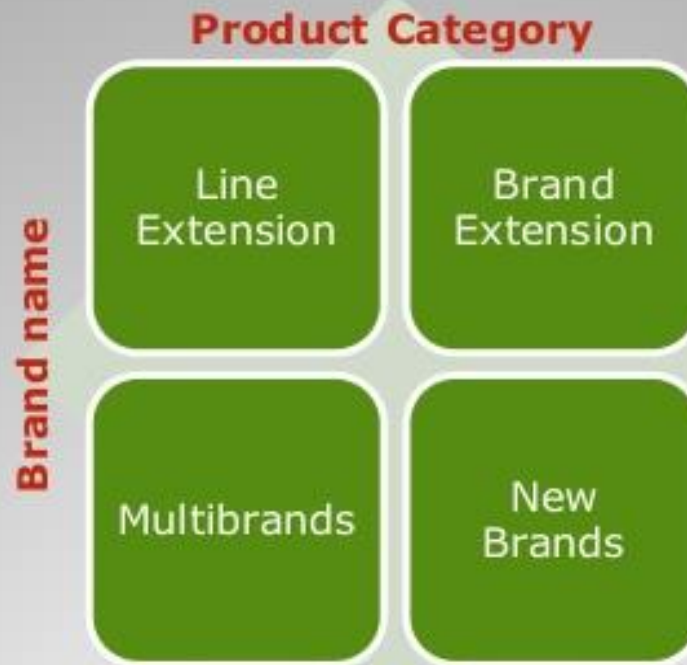 Product Category
Brand name
Line
Extension
Brand
Extension
Multibrands
New
Brands